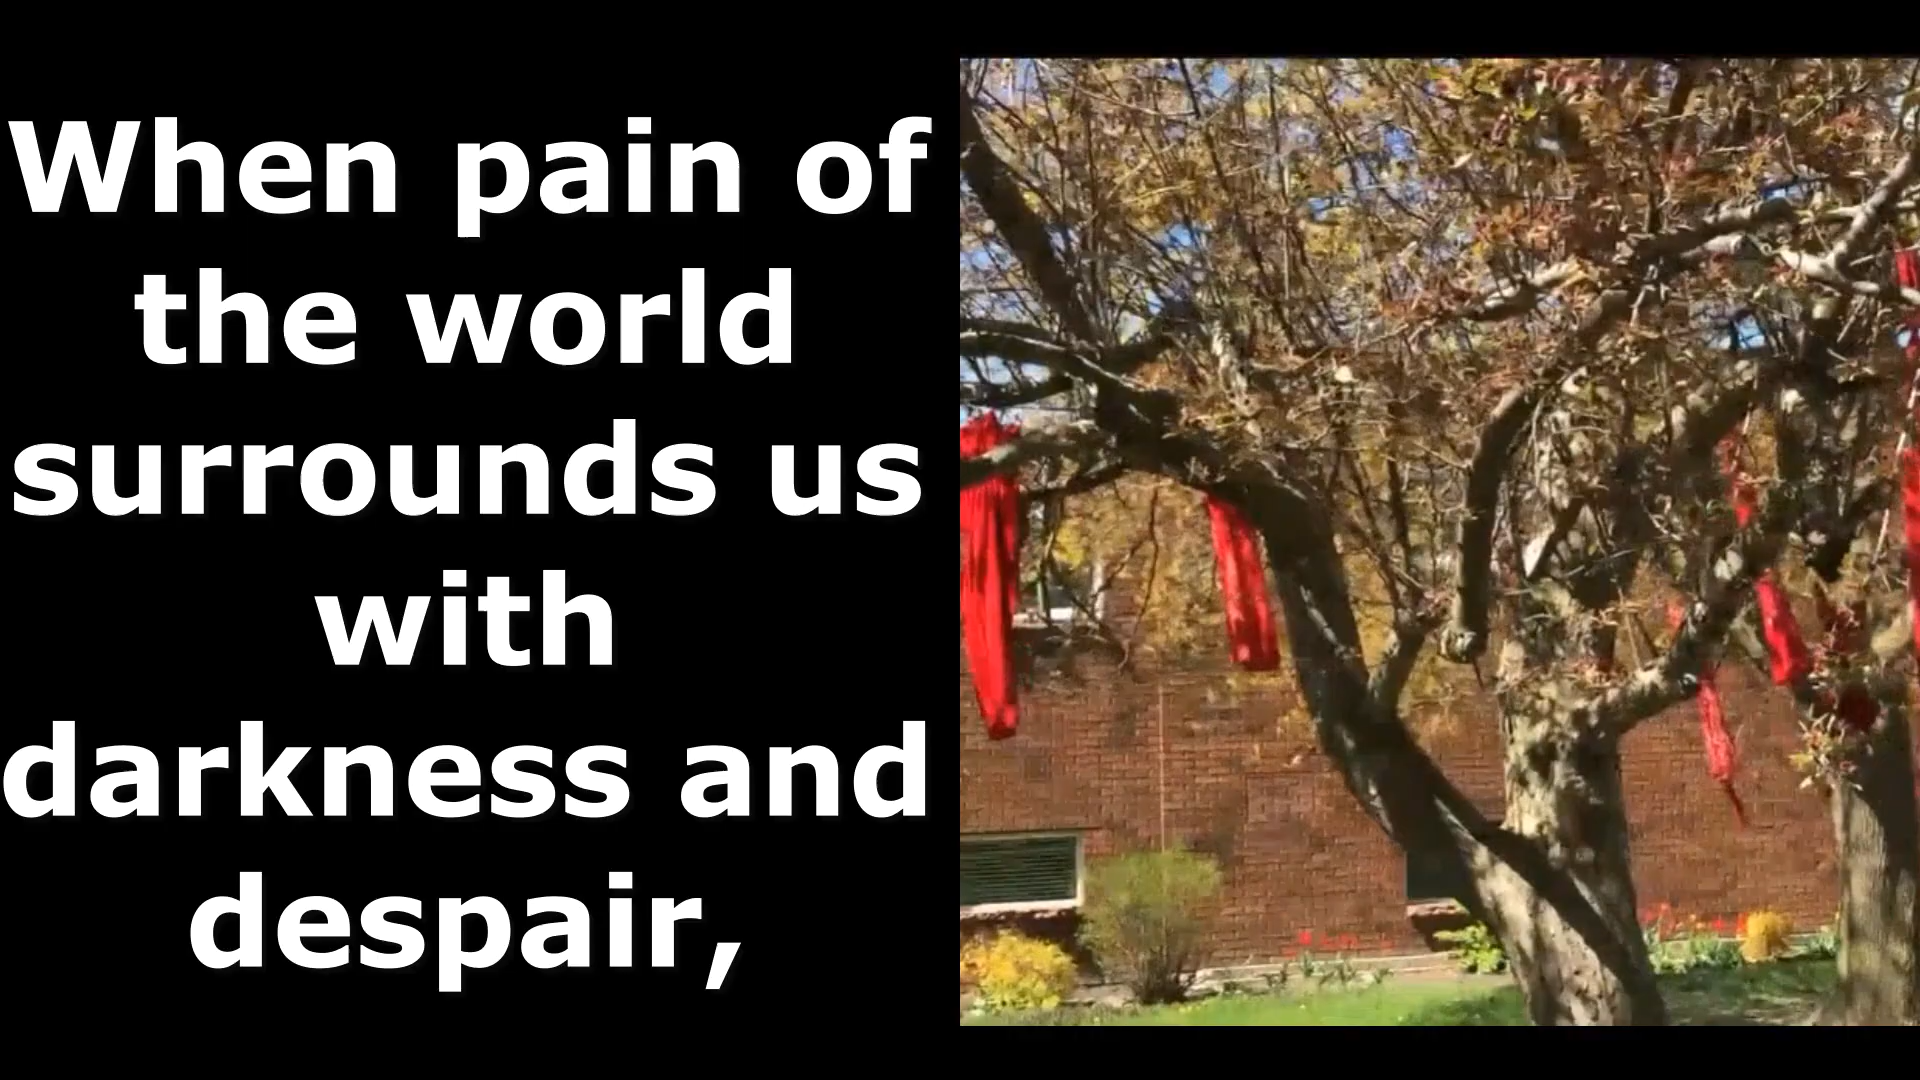 When pain of
the world
surrounds us
with
darkness and
despair,